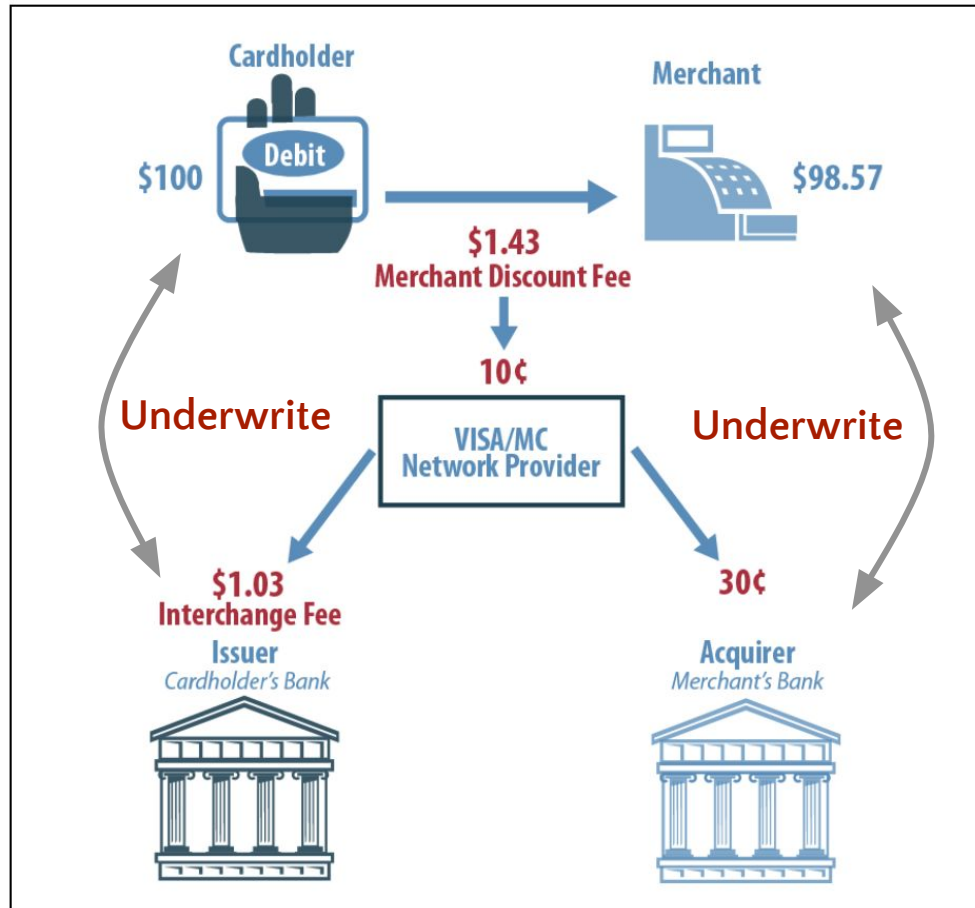 Cardholder
Merchant
Debit
$100
$98.57
$1.43
Merchant Discount Fee
10¢
Underwrite
Underwrite
VISA/MC
Network Provider
$1.03
Interchange Fee
30¢
Issuer
Cardholder's Bank
Acquirer
Merchant's Bank